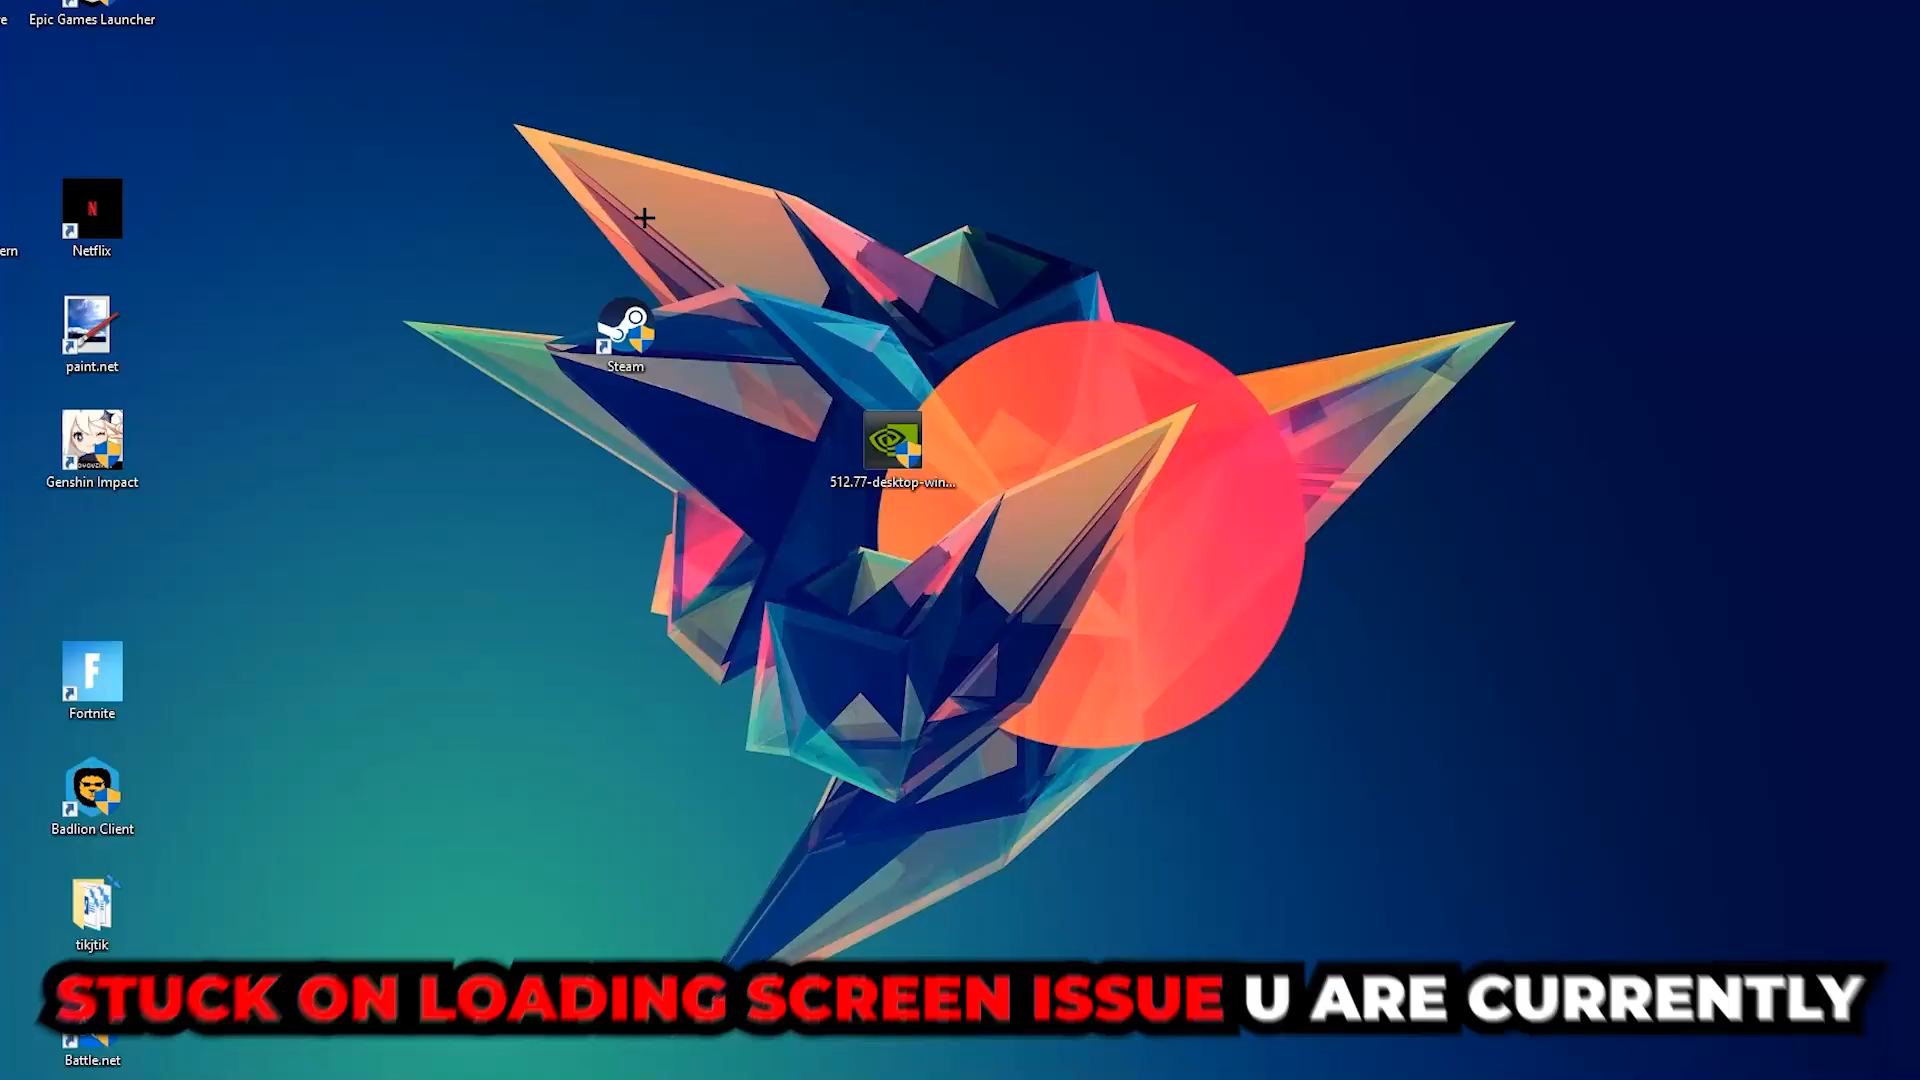 Epic Games Launcher
Netflix
ern
paint.net
Steam
Genshin Impact
512.77-desktop-win...
F
Fortnite
Badlion Client
tikjtik
STUCK ON LOADING SCREEN ISSUE U ARE CURRENTLY
Battle.net